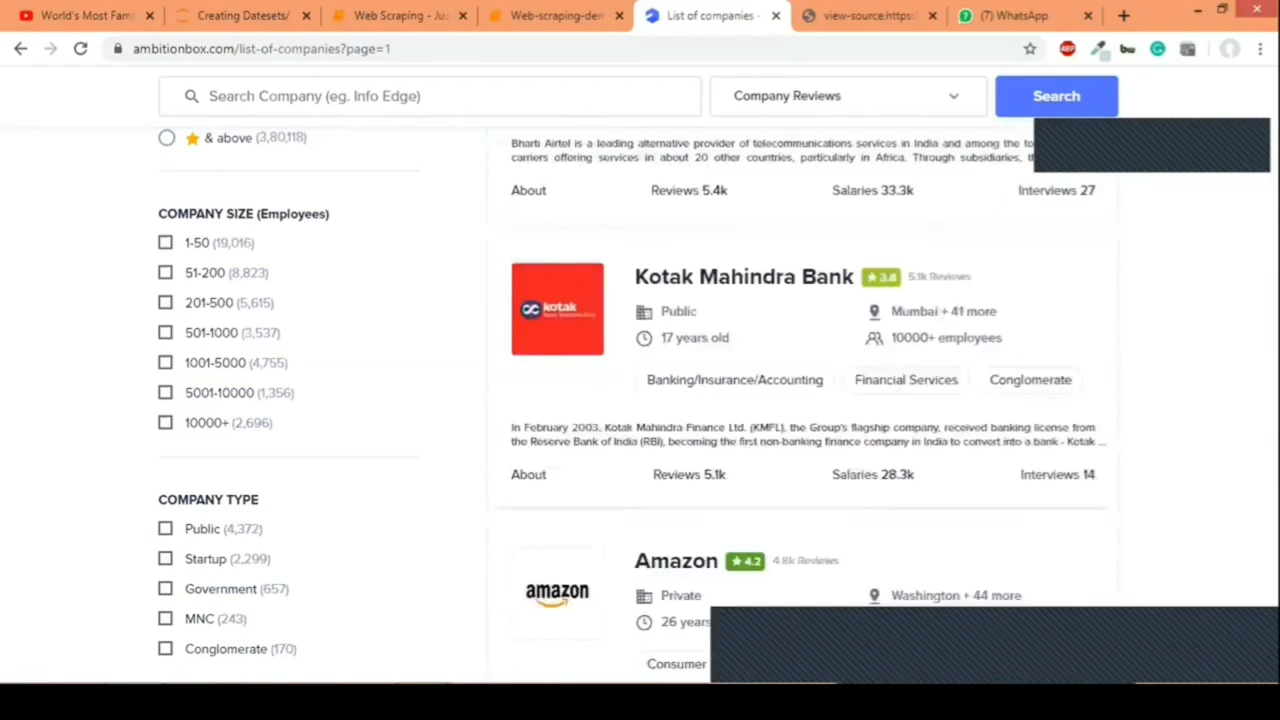 World's Most Fam
Creating Datesets/
Web Scraping - Ju
Web-scraping-den
List of companies -
view-source:https:
(7) WhatsApp
ambitionbox.com/list-of-companies?page=1
Search Company (eg. Info Edge)
Company Reviews
Search
& above (3,80,118)
COMPANY SIZE (Employees)
1-50 (19,016)
51-200 (8,823)
201-500 (5,615)
501-1000 (3,537)
1001-5000 (4,755)
5001-10000 (1,356)
10000+ (2,696)
COMPANY TYPE
Public (4,372)
Startup (2,299)
Government (657)
MNC (243)
Conglomerate (170)
Bharti Airtel is a leading alternative provider of telecommunications services in India and among the to
carriers offering services in about 20 other countries, particularly in Africa. Through subsidiaries,
About Reviews 5.4k Salaries 33.3k Interviews 27
kotak
Kotak Mahindra Bank ★ 3.8 5.1k Reviews
Public Mumbai + 41 more
17 years old 10000+ employees
Banking/Insurance/Accounting Financial Services Conglomerate
In February 2003, Kotak Mahindra Finance Ltd. (KMFL), the Group's flagship company, received banking license from
the Reserve Bank of India (RBI), becoming the first non-banking finance company in India to convert into a bank - Kotak ...
About Reviews 5.1k Salaries 28.3k Interviews 14
amazon
Amazon ★ 4.2 4.8k Reviews
Private Washington + 44 more
26 years
Consumer